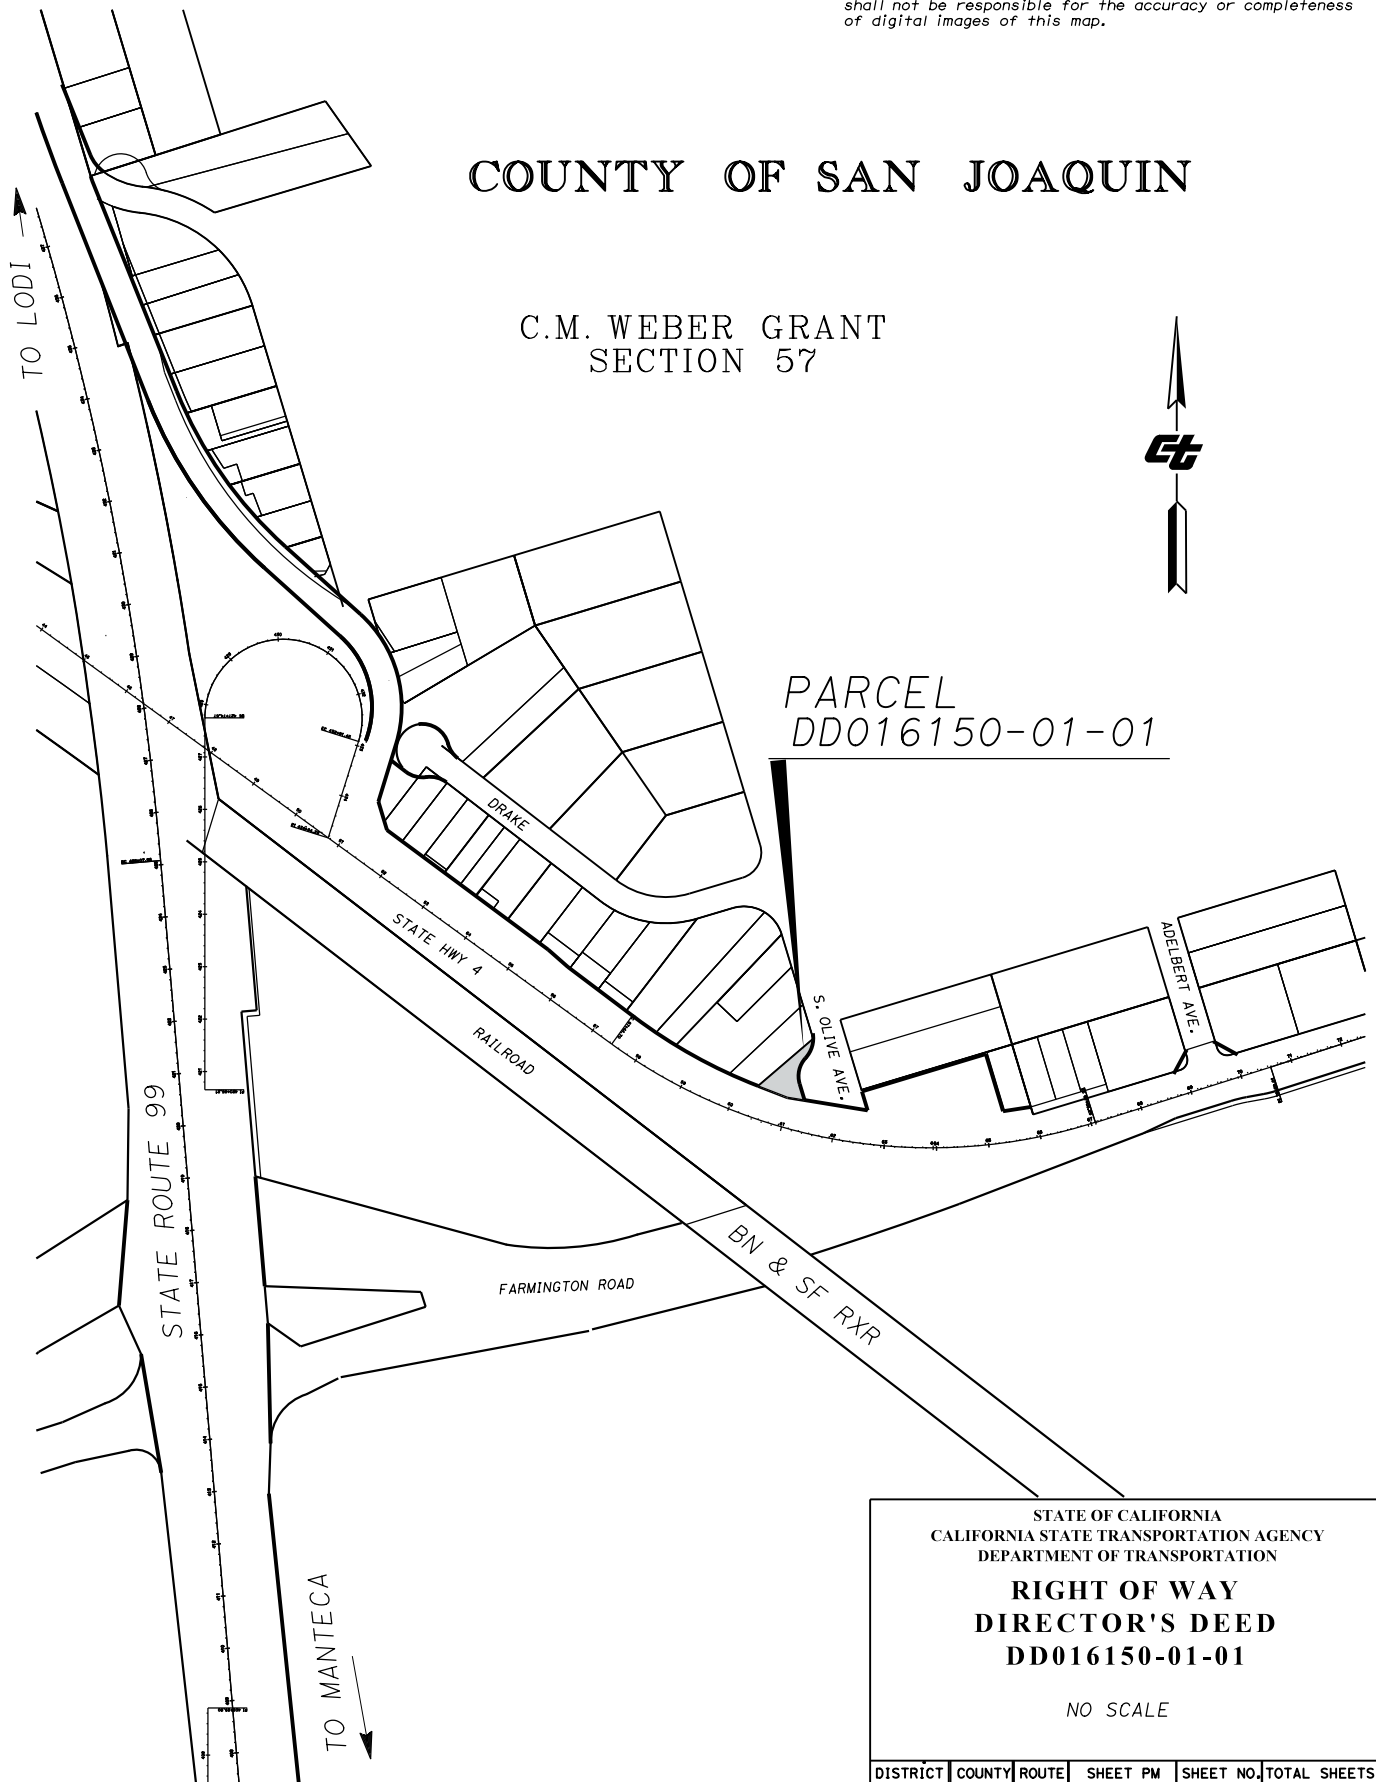 shall not be responsible for the accuracy or completeness
of digital images of this map.
COUNTY OF SAN JOAQUIN
TO LODI
C.M. WEBER GRANT
SECTION 57
Ct
PARCEL
DD016150-01-01
DRAKE
STATE HWY 4
RAILROAD
S. OLIVE AVE.
ADELBERT AVE.
STATE ROUTE 99
BN & SF RXR
FARMINGTON ROAD
TO MANTECA
STATE OF CALIFORNIA
CALIFORNIA STATE TRANSPORTATION AGENCY
DEPARTMENT OF TRANSPORTATION
RIGHT OF WAY
DIRECTOR'S DEED
DD016150-01-01
NO SCALE
DISTRICT COUNTY ROUTE SHEET PM SHEET NO. TOTAL SHEETS